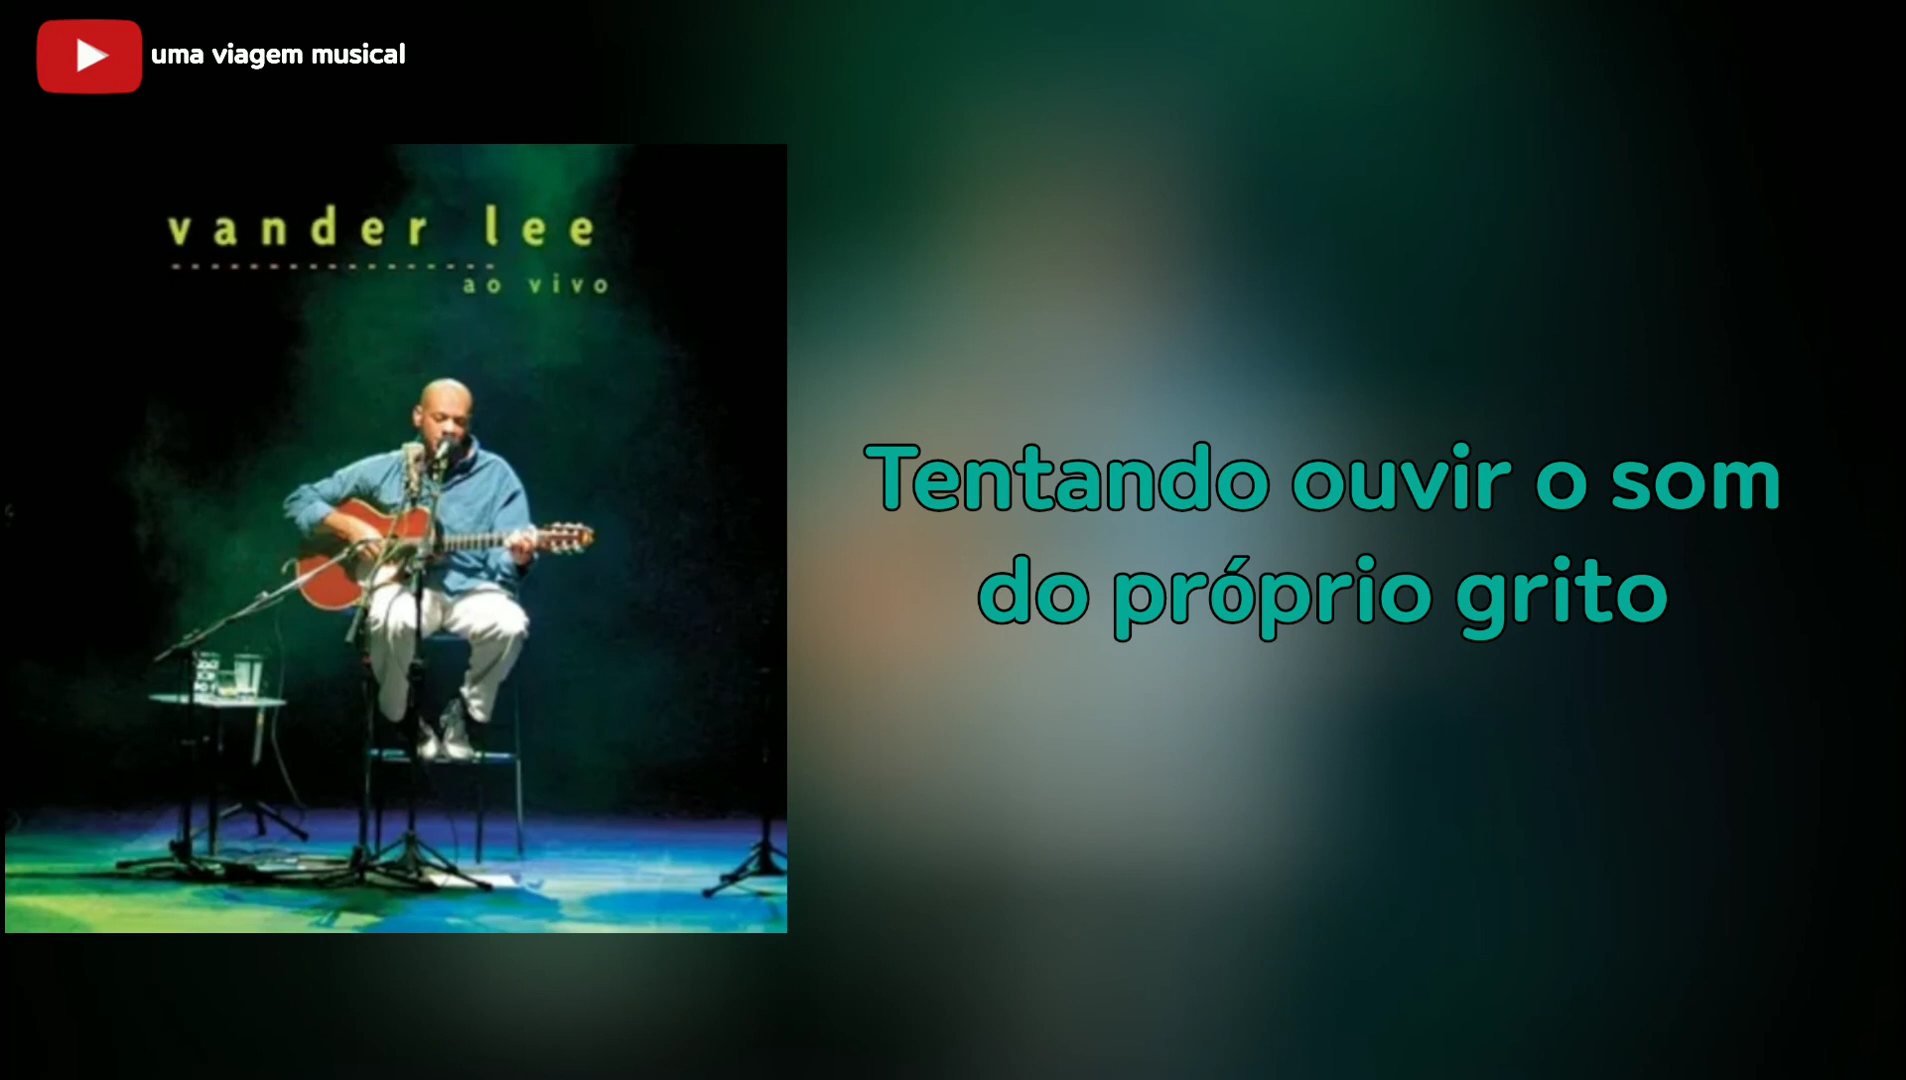 uma viagem musical
vander lee
ao vivo
Tentando ouvir o som
do próprio grito